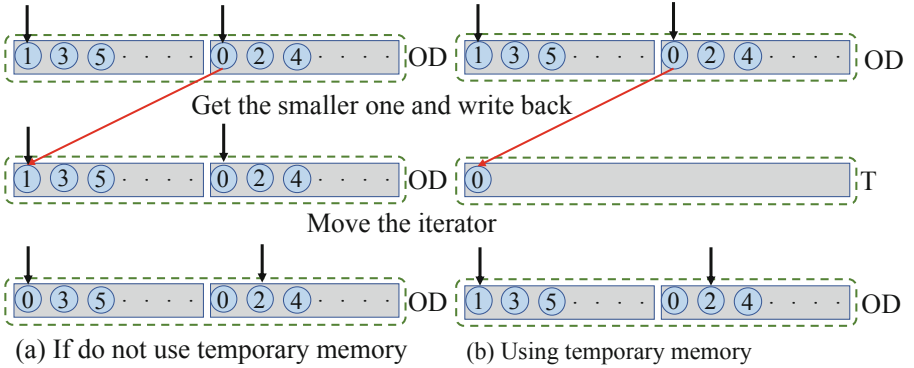 1 3 5 · · · · 0 2 4 · · · · OD 1 3 5 · · · · 0 2 4 · · · · OD
Get the smaller one and write back
1 3 5 · · · · 0 2 4 · · · · OD 0 T
Move the iterator
0 3 5 · · · · 0 2 4 · · · · OD 1 3 5 · · · · 0 2 4 · · · · OD
(a) If do not use temporary memory (b) Using temporary memory